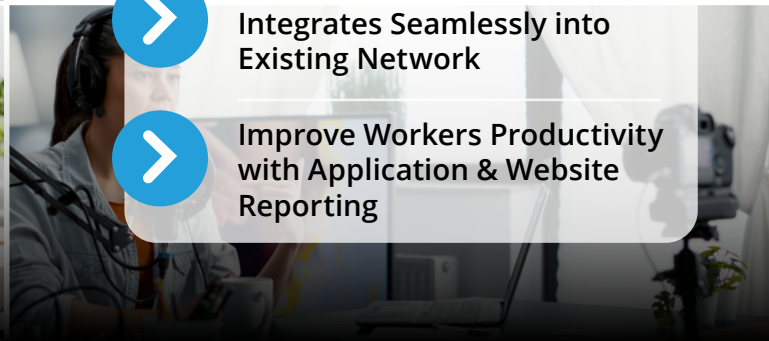 Integrates Seamlessly into
Existing Network
Improve Workers Productivity
with Application & Website
Reporting